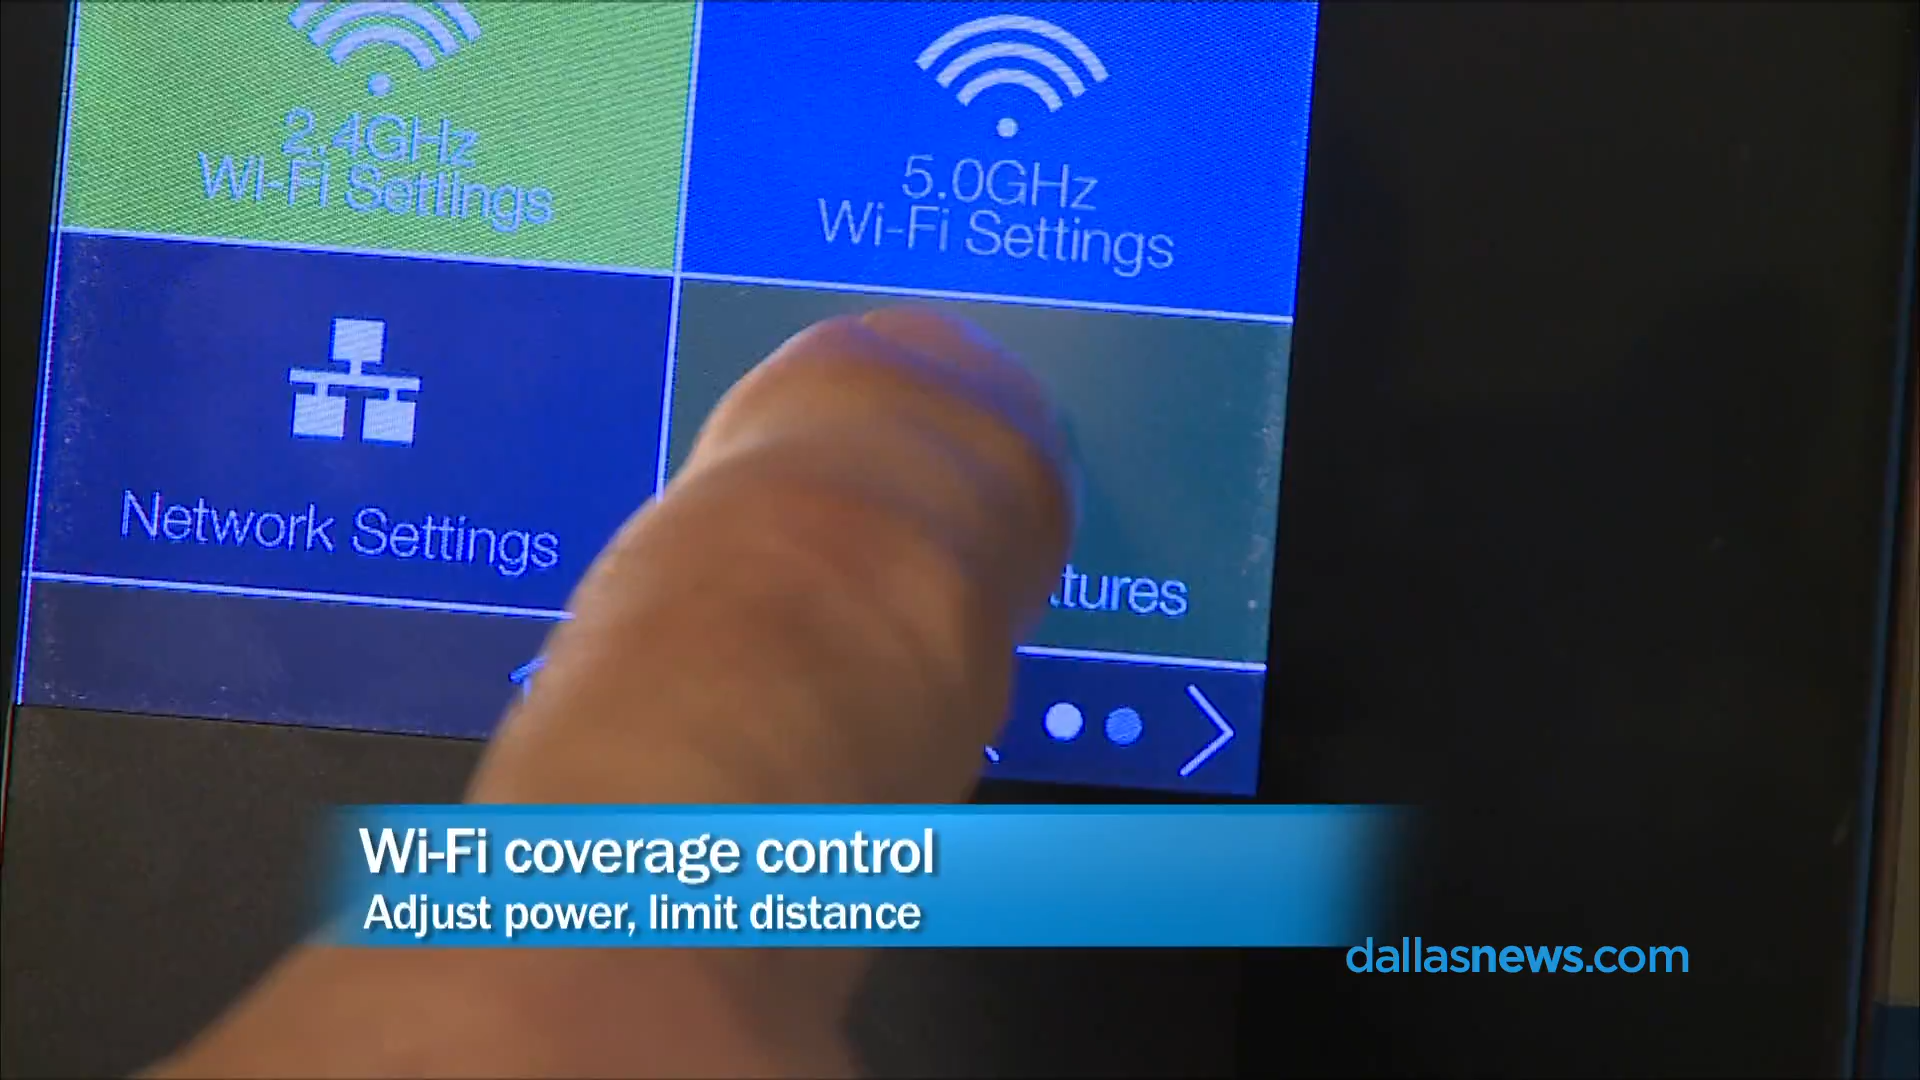 2.4GHz
Wi-Fi Settings
5.0GHz
Wi-Fi Settings
Network Settings
tures
Wi-Fi coverage control
Adjust power, limit distance
dallasnews.com